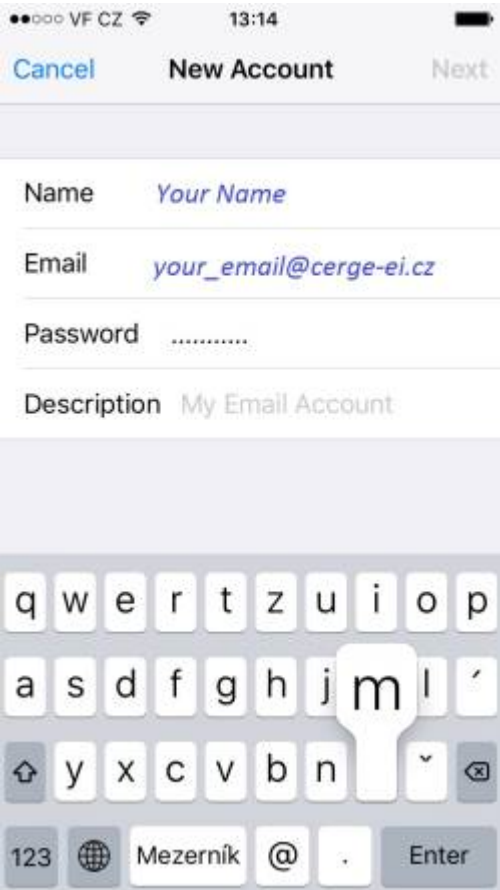 VF CZ 13:14
Cancel New Account Next
Name Your Name
Email your_email@cerge-ei.cz
Password ...........
Description My Email Account
q w e r t z u i o p
a s d f g h j m l ´
y x c v b n ˇ
123 Mezerník @ . Enter